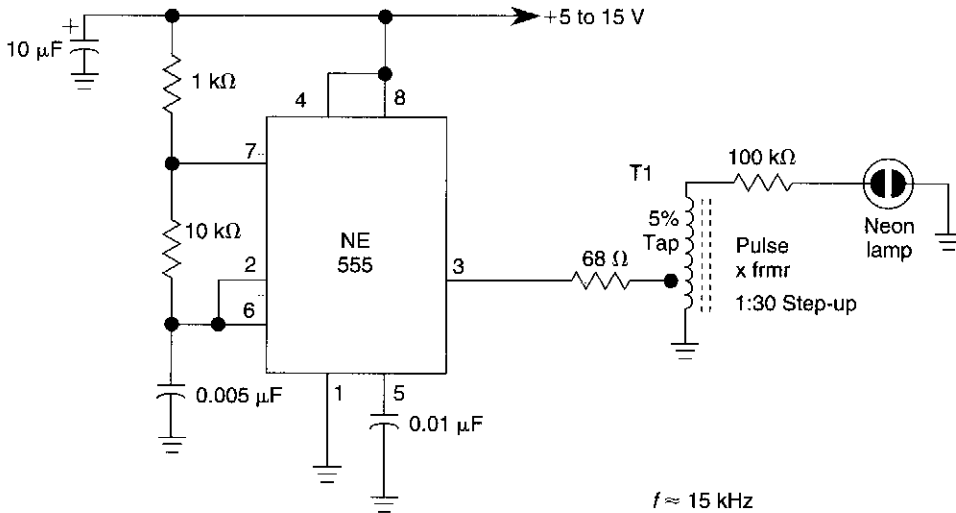 +5 to 15 V
+
10 µF
1 kΩ
4
8
7
T1
100 kΩ
10 kΩ
NE
555
5%
Tap
Neon
lamp
2
3
68 Ω
Pulse
x frmr
1:30 Step-up
6
0.005 µF
1
5
0.01 µF
f ≈ 15 kHz